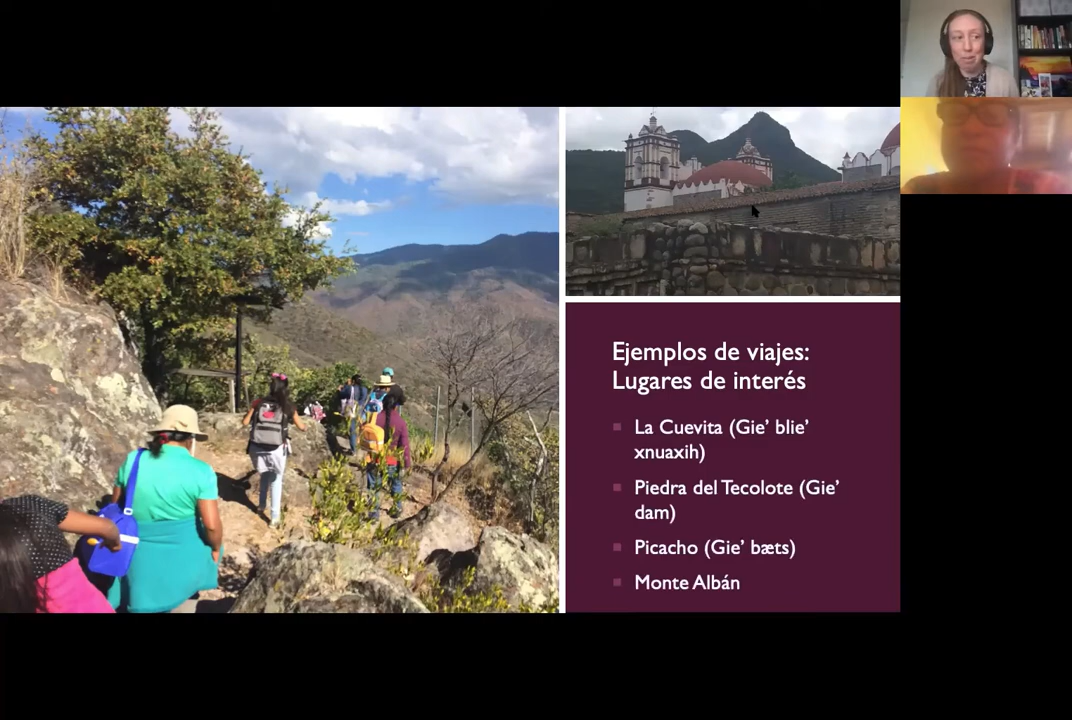 Ejemplos de viajes:
Lugares de interés
La Cuevita (Gie’ blie’
xnuaxih)
Piedra del Tecolote (Gie’
dam)
Picacho (Gie’ bæts)
Monte Albán